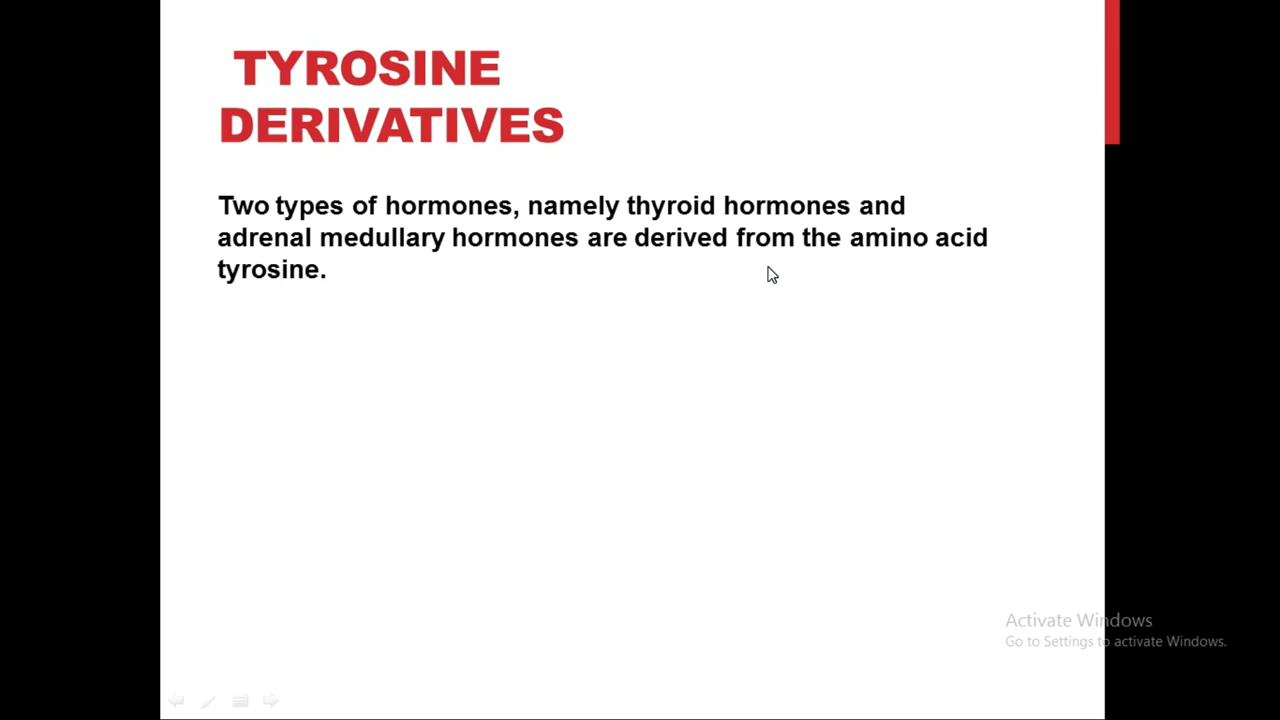 TYROSINE
DERIVATIVES
Two types of hormones, namely thyroid hormones and
adrenal medullary hormones are derived from the amino acid
tyrosine.
Activate Windows
Go to Settings to activate Windows.